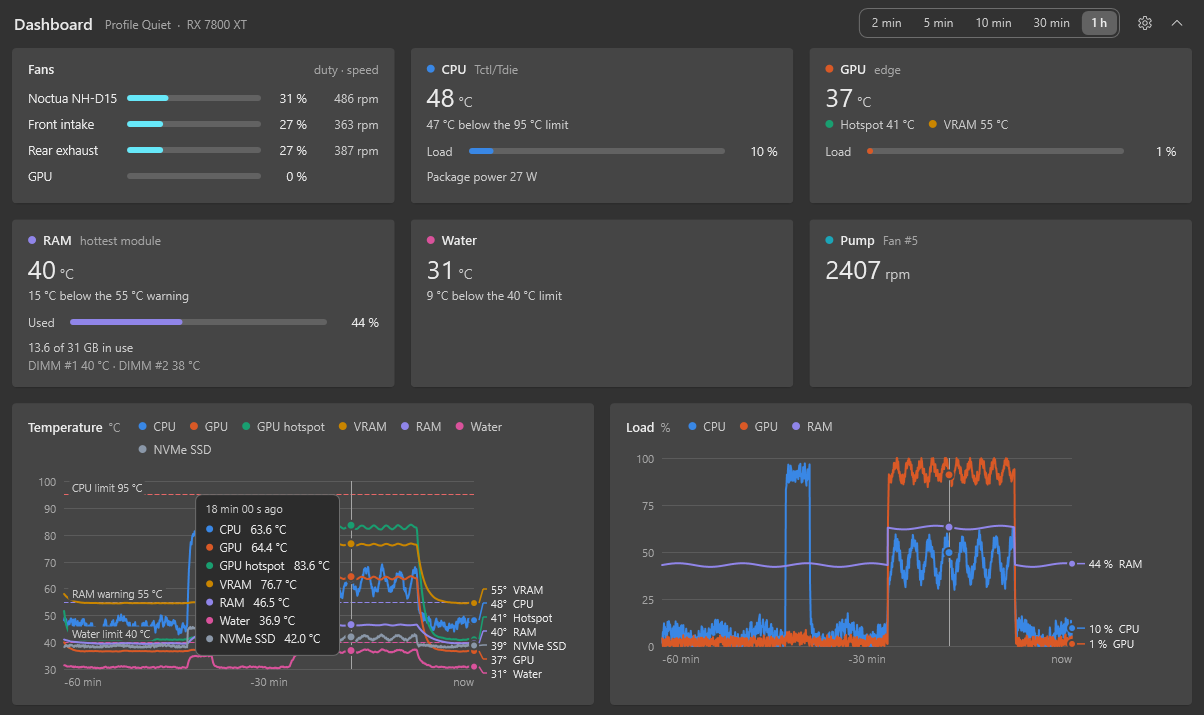 Dashboard Profile Quiet · RX 7800 XT 2 min 5 min 10 min 30 min 1 h
Fans duty · speed
Noctua NH-D15 31 % 486 rpm
Front intake 27 % 363 rpm
Rear exhaust 27 % 387 rpm
GPU 0 %
CPU Tctl/Tdie
48 °C
47 °C below the 95 °C limit
Load 10 %
Package power 27 W
GPU edge
37 °C
Hotspot 41 °C VRAM 55 °C
Load 1 %
RAM hottest module
40 °C
15 °C below the 55 °C warning
Used 44 %
13.6 of 31 GB in use
DIMM #1 40 °C · DIMM #2 38 °C
Water
31 °C
9 °C below the 40 °C limit
Pump Fan #5
2407 rpm
Temperature °C CPU GPU GPU hotspot VRAM RAM Water
NVMe SSD
100
90
80
70
60
50
40
30
CPU limit 95 °C
RAM warning 55 °C
Water limit 40 °C
18 min 00 s ago
CPU 63.6 °C
GPU 64.4 °C
GPU hotspot 83.6 °C
VRAM 76.7 °C
RAM 46.5 °C
Water 36.9 °C
NVMe SSD 42.0 °C
55° VRAM
48° CPU
41° Hotspot
40° RAM
39° NVMe SSD
37° GPU
31° Water
-60 min -30 min now
Load % CPU GPU RAM
100
75
50
25
0
44 % RAM
10 % CPU
1 % GPU
-60 min -30 min now